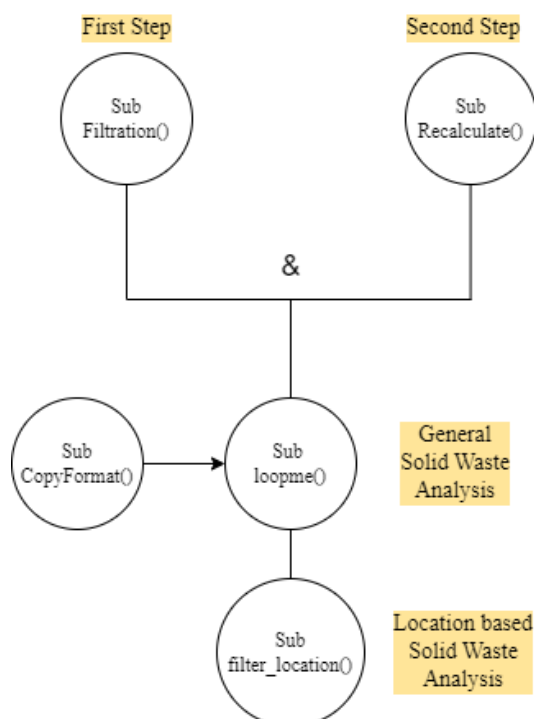 First Step
Second Step
Sub
Filtration()
Sub
Recalculate()
&
Sub
CopyFormat()
Sub
loopme()
General
Solid Waste
Analysis
Sub
filter_location()
Location based
Solid Waste
Analysis